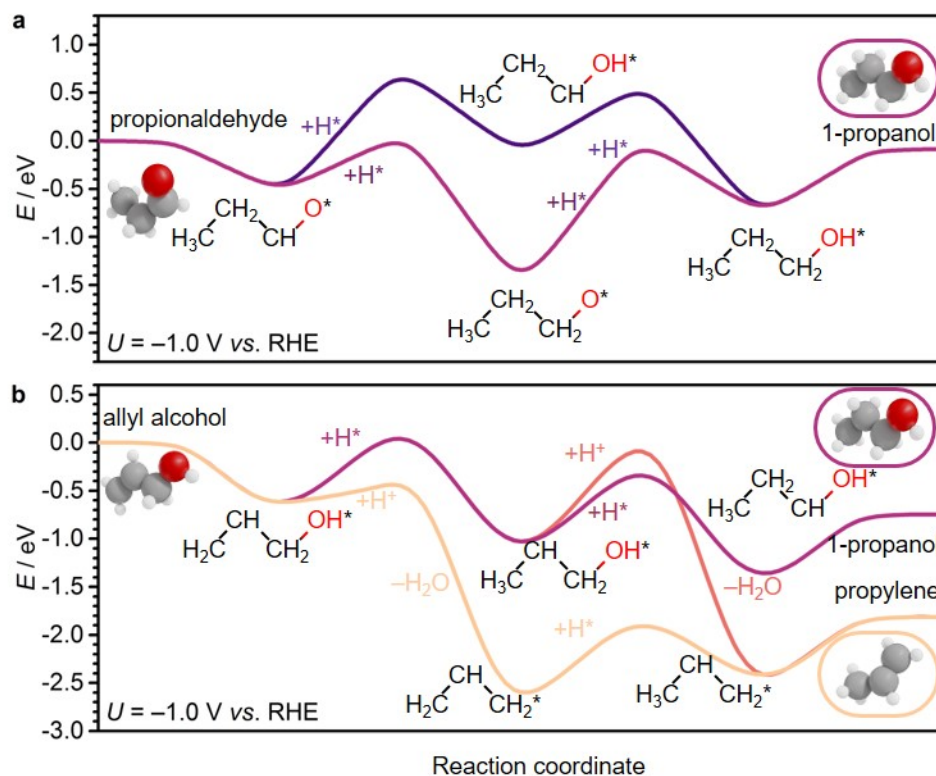 a
E / eV
1.0
0.5
0.0
-0.5
-1.0
-1.5
-2.0
propionaldehyde
+H*
+H*
CH₂ OH*
H₃C CH
+H*
+H*
1-propanol
CH₂ O*
H₃C CH
CH₂ O*
H₃C CH₂
CH₂ OH*
H₃C CH₂
U = –1.0 V vs. RHE
b
E / eV
0.5
0.0
-0.5
-1.0
-1.5
-2.0
-2.5
-3.0
allyl alcohol
+H*
+H⁺
+H⁺
+H*
CH OH*
H₂C CH₂
CH OH*
H₃C CH₂
CH₂ OH*
H₃C CH
1-propano
–H₂O
–H₂O
propylene
+H*
CH
H₂C CH₂*
CH
H₃C CH₂*
U = –1.0 V vs. RHE
Reaction coordinate